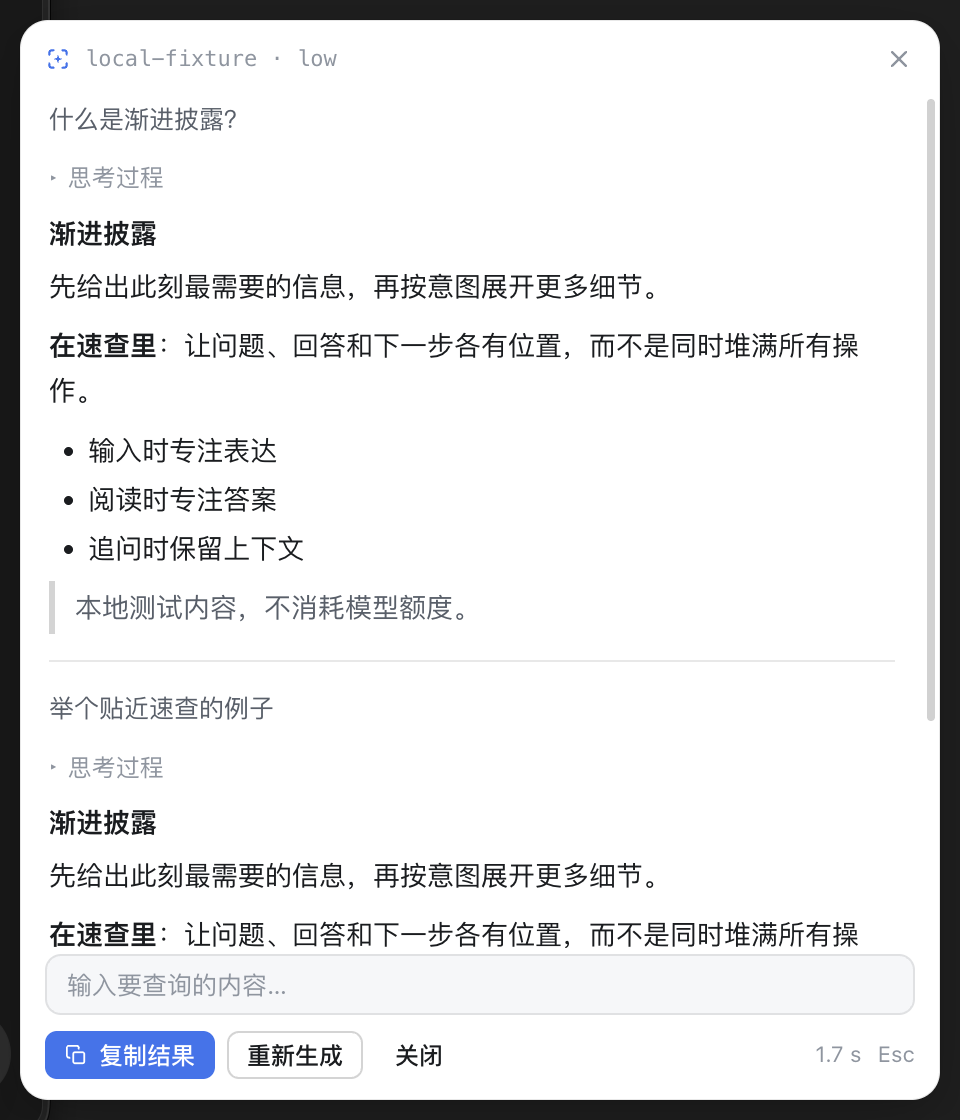 local-fixture · low
什么是渐进披露?
思考过程
渐进披露
先给出此刻最需要的信息，再按意图展开更多细节。
在速查里：让问题、回答和下一步各有位置，而不是同时堆满所有操
作。
• 输入时专注表达
• 阅读时专注答案
• 追问时保留上下文
本地测试内容，不消耗模型额度。
举个贴近速查的例子
思考过程
渐进披露
先给出此刻最需要的信息，再按意图展开更多细节。
在速查里：让问题、回答和下一步各有位置，而不是同时堆满所有操
输入要查询的内容...
复制结果 重新生成 关闭 1.7 s Esc